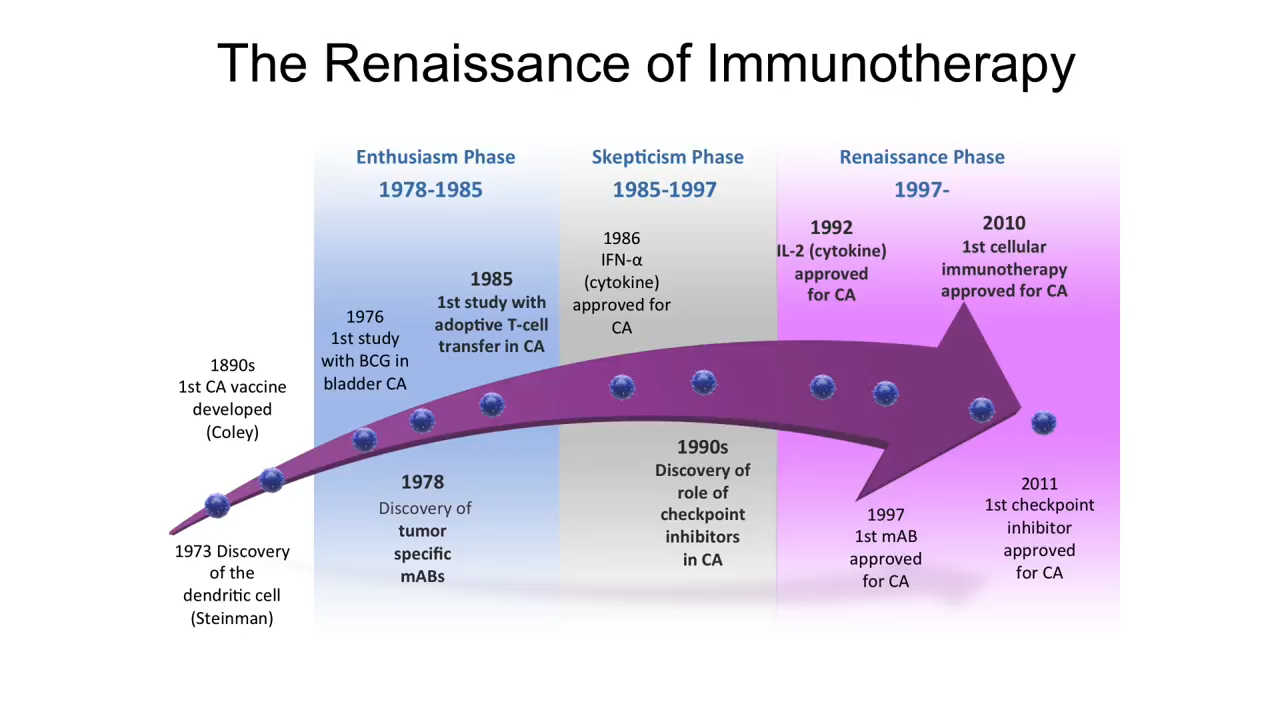 The Renaissance of Immunotherapy
Enthusiasm Phase
1978-1985
Skepticism Phase
1985-1997
Renaissance Phase
1997-
1890s
1st CA vaccine
developed
(Coley)
1973 Discovery
of the
dendritic cell
(Steinman)
1976
1st study
with BCG in
bladder CA
1978
Discovery of
tumor
specific
mABs
1985
1st study with
adoptive T-cell
transfer in CA
1986
IFN-α
(cytokine)
approved for
CA
1990s
Discovery of
role of
checkpoint
inhibitors
in CA
1992
IL-2 (cytokine)
approved
for CA
1997
1st mAB
approved
for CA
2010
1st cellular
immunotherapy
approved for CA
2011
1st checkpoint
inhibitor
approved
for CA